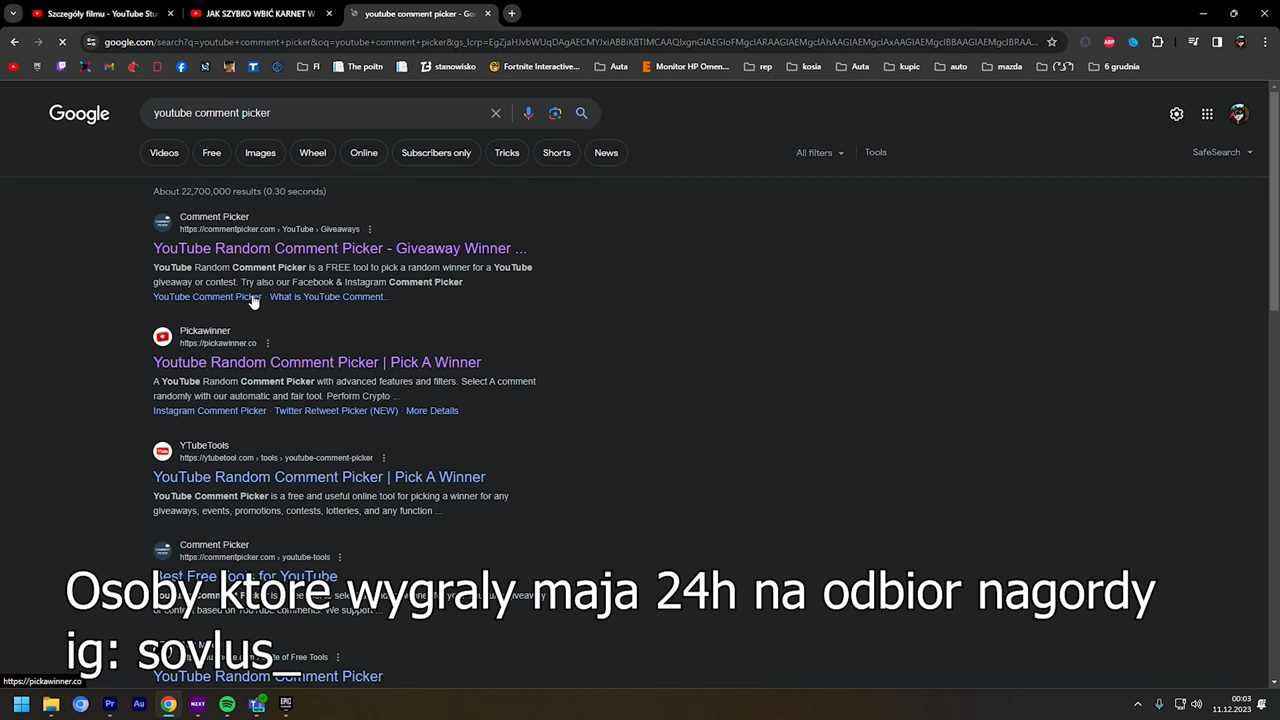 Szczegóły filmu - YouTube Stu
JAK SZYBKO WBIĆ KARNET W
youtube comment picker - Go
google.com/search?q=youtube+comment+picker&oq=youtube+comment+picker
stanowisko
The poitn
FI
Fortnite Interactive...
Auta
Monitor HP Omen...
rep
kosia
Auta
kupic
auto
mazda
6 grudnia
Google
youtube comment picker
Videos
Free
Images
Wheel
Online
Subscribers only
Tricks
Shorts
News
All filters
Tools
SafeSearch
About 22,700,000 results (0.30 seconds)
Comment Picker
https://commentpicker.com › YouTube › Giveaways
YouTube Random Comment Picker - Giveaway Winner ...
YouTube Random Comment Picker is a FREE tool to pick a random winner for a YouTube
giveaway or contest. Try also our Facebook & Instagram Comment Picker.
YouTube Comment Picker · What is YouTube Comment...
Pickawinner
https://pickawinner.co
Youtube Random Comment Picker | Pick A Winner
A YouTube Random Comment Picker with advanced features and filters. Select A comment
randomly with our automatic and fair tool. Perform Crypto ...
Instagram Comment Picker · Twitter Retweet Picker (NEW) · More Details
YTubeTools
https://ytubetool.com › tools › youtube-comment-picker
YouTube Random Comment Picker | Pick A Winner
YouTube Comment Picker is a free and useful online tool for picking a winner for any
giveaways, events, promotions, contests, lotteries, and any function ...
Comment Picker
https://commentpicker.com › youtube-tools
Best Free Tools for YouTube
Osoby ktore wygraly maja 24h na odbior nagordy
ig: sovlus_
YouTube Random Comment Picker
https://pickawinner.co
00:03
11.12.2023